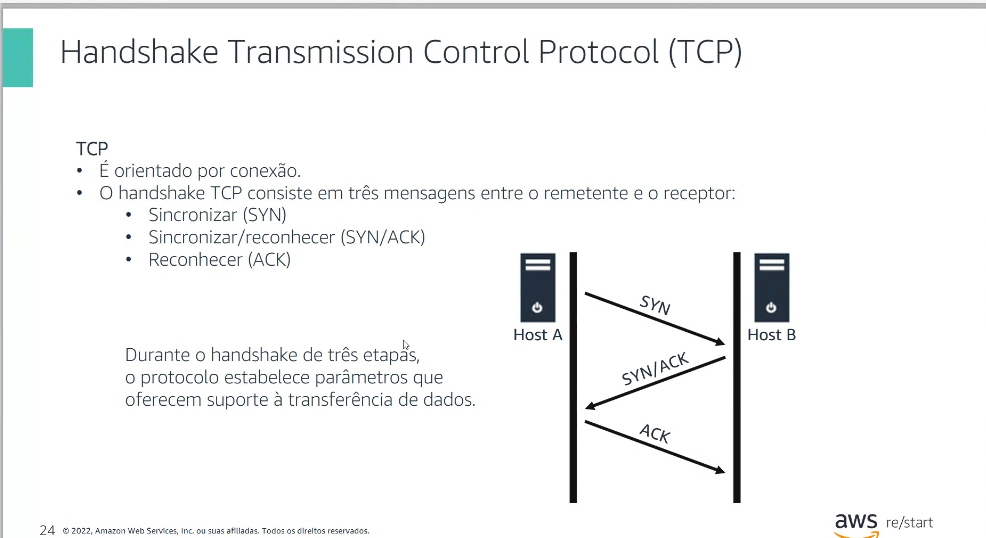 Handshake Transmission Control Protocol (TCP)
TCP
• É orientado por conexão.
• O handshake TCP consiste em três mensagens entre o remetente e o receptor:
• Sincronizar (SYN)
• Sincronizar/reconhecer (SYN/ACK)
• Reconhecer (ACK)
Durante o handshake de três etapas,
o protocolo estabelece parâmetros que
oferecem suporte à transferência de dados.
Host A
Host B
SYN
SYN/ACK
ACK
24 © 2022, Amazon Web Services, Inc. ou suas afiliadas. Todos os direitos reservados.
aws re/start